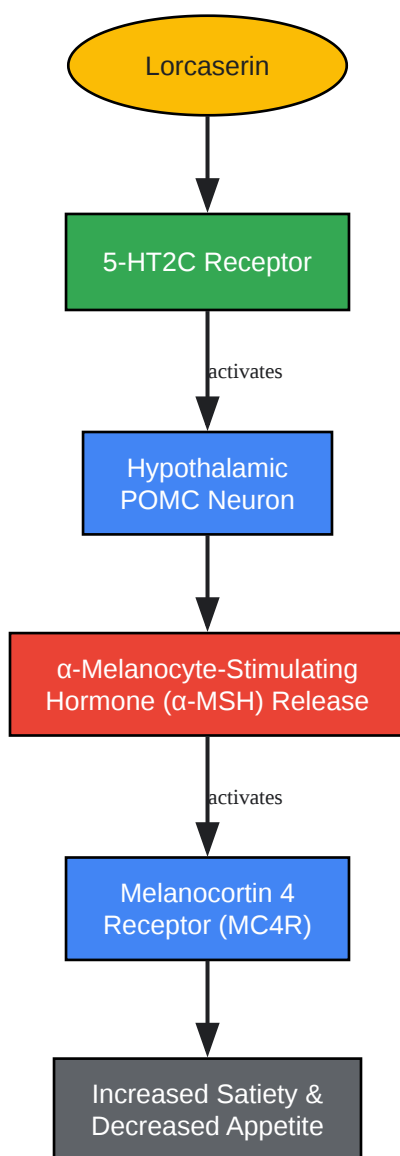 Lorcaserin
5-HT2C Receptor
activates
Hypothalamic
POMC Neuron
α-Melanocyte-Stimulating
Hormone (α-MSH) Release
activates
Melanocortin 4
Receptor (MC4R)
Increased Satiety &
Decreased Appetite